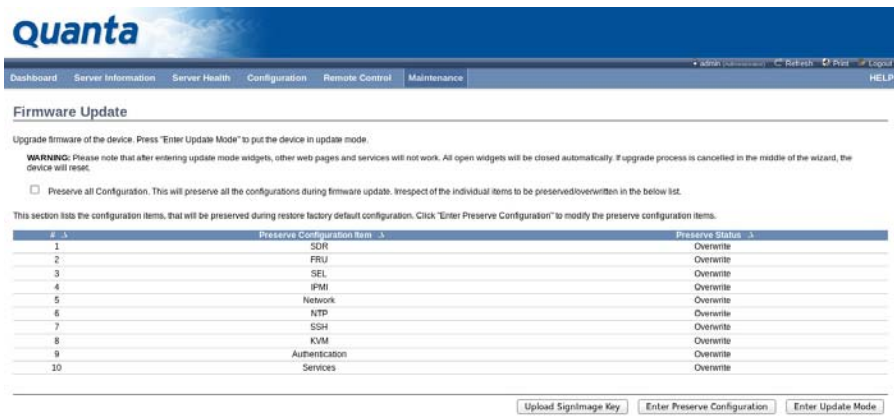 Quanta
• admin (Administrator) Refresh Print Logout
Dashboard Server Information Server Health Configuration Remote Control Maintenance HELP
Firmware Update
Upgrade firmware of the device. Press "Enter Update Mode" to put the device in update mode.
WARNING: Please note that after entering update mode widgets, other web pages and services will not work. All open widgets will be closed automatically. If upgrade process is cancelled in the middle of the wizard, the
device will reset.
Preserve all Configuration. This will preserve all the configurations during firmware update. Irrespect of the individual items to be preserved/overwritten in the below list.
This section lists the configuration items, that will be preserved during restore factory default configuration. Click "Enter Preserve Configuration" to modify the preserve configuration items.
# Preserve Configuration Item Preserve Status
1 SDR Overwrite
2 FRU Overwrite
3 SEL Overwrite
4 IPMI Overwrite
5 Network Overwrite
6 NTP Overwrite
7 SSH Overwrite
8 KVM Overwrite
9 Authentication Overwrite
10 Services Overwrite
Upload SignImage Key Enter Preserve Configuration Enter Update Mode